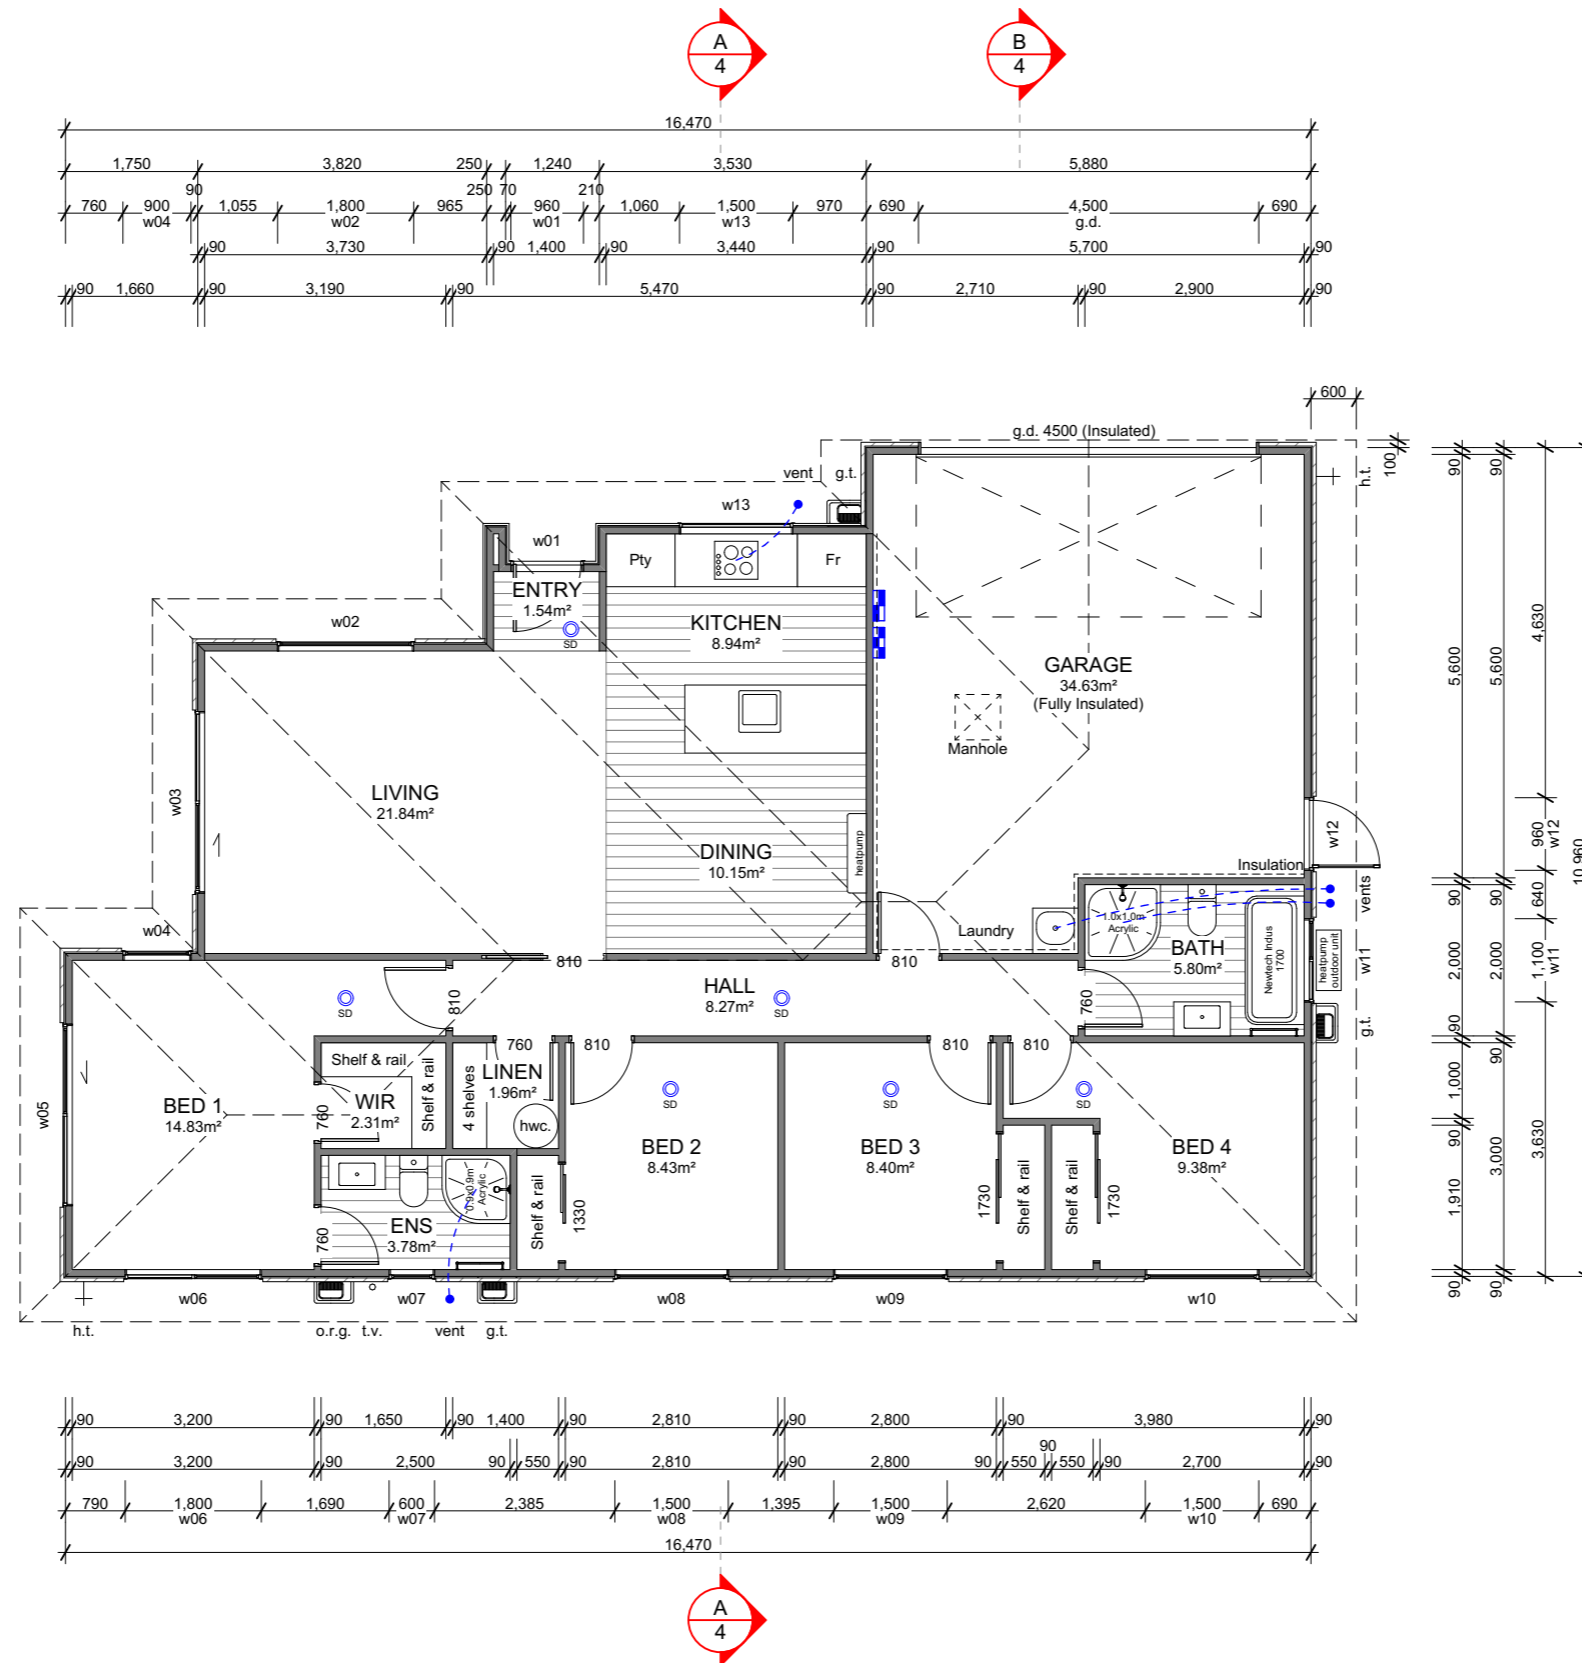 A
4
B
4
16,470
1,750 3,820 250 1,240 3,530 5,880
90 250 70 210
760 900 1,055 1,800 965 960 1,060 1,500 970 690 4,500 690
w04 w02 w01 w13 g.d.
90 3,730 90 1,400 90 3,440 90 5,700 90
90 1,660 90 3,190 90 5,470 90 2,710 90 2,900 90
600
g.d. 4500 (Insulated)
100
vent g.t.
h.t.
w13
w01
Pty
Fr
ENTRY
1.54m²
SD
w02
KITCHEN
8.94m²
GARAGE
34.63m²
(Fully Insulated)
Manhole
w03
LIVING
21.84m²
DINING
10.15m²
heatpump
w12
Insulation
vents
Laundry
1.0x1.0m
Acrylic
BATH
5.80m²
Newtech Indus
1700
heatpump
outdoor unit
w11
g.t.
w04
810
810
810
760
HALL
8.27m²
SD
SD
760
810
810
810
Shelf & rail
Shelf & rail
4 shelves
LINEN
1.96m²
hwc.
WIR
2.31m²
760
w05
BED 1
14.83m²
SD
SD
SD
BED 2
8.43m²
BED 3
8.40m²
BED 4
9.38m²
0.9x0.9m
Acrylic
ENS
3.78m²
760
Shelf & rail
1330
1730
Shelf & rail
Shelf & rail
1730
w06 w07 w08 w09 w10
h.t. o.r.g. t.v. vent g.t.
90 5,600 90 2,000 90 1,000 90 1,910 90
90 5,600 90 2,000 90 3,000 90
4,630 960 640 1,100 3,630
w12 w11
10,960
90 3,200 90 1,650 90 1,400 90 2,810 90 2,800 90 3,980 90
90
90 3,200 90 2,500 90 550 90 2,810 90 2,800 90 550 550 90 2,700 90
790 1,800 1,690 600 2,385 1,500 1,395 1,500 2,620 1,500 690
w06 w07 w08 w09 w10
16,470
A
4